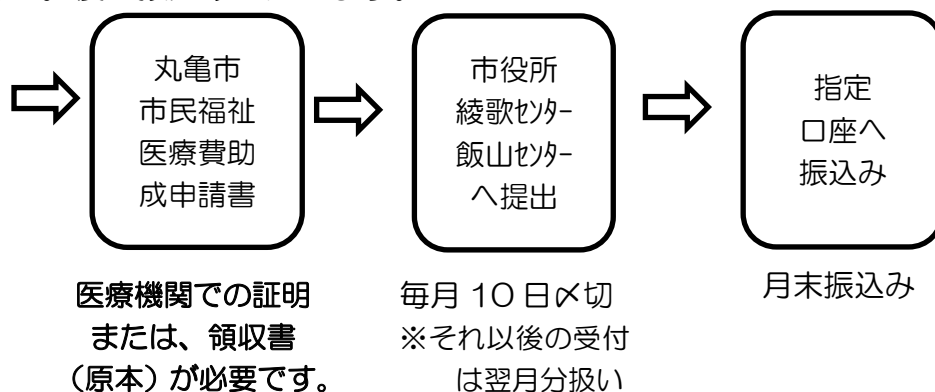 丸亀市
市民福祉
医療費助
成申請書
市役所
綾歌ｾﾝﾀｰ
飯山ｾﾝﾀｰ
へ提出
指定
口座へ
振込み
医療機関での証明
または、領収書
（原本）が必要です。
毎月 10 日〆切
※それ以後の受付
は翌月分扱い
月末振込み